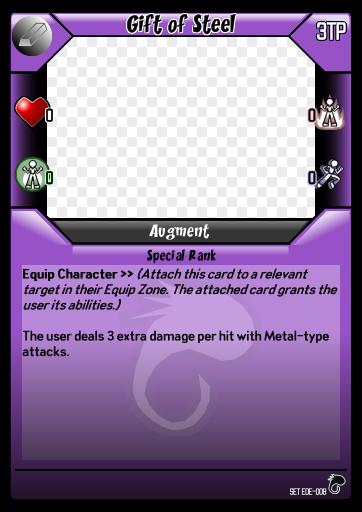 Gift of Steel
3TP
0
0
0
0
Augment
Special Rank
Equip Character >> (Attach this card to a relevant
target in their Equip Zone. The attached card grants the
user its abilities.)
The user deals 3 extra damage per hit with Metal-type
attacks.
SET EDE-008